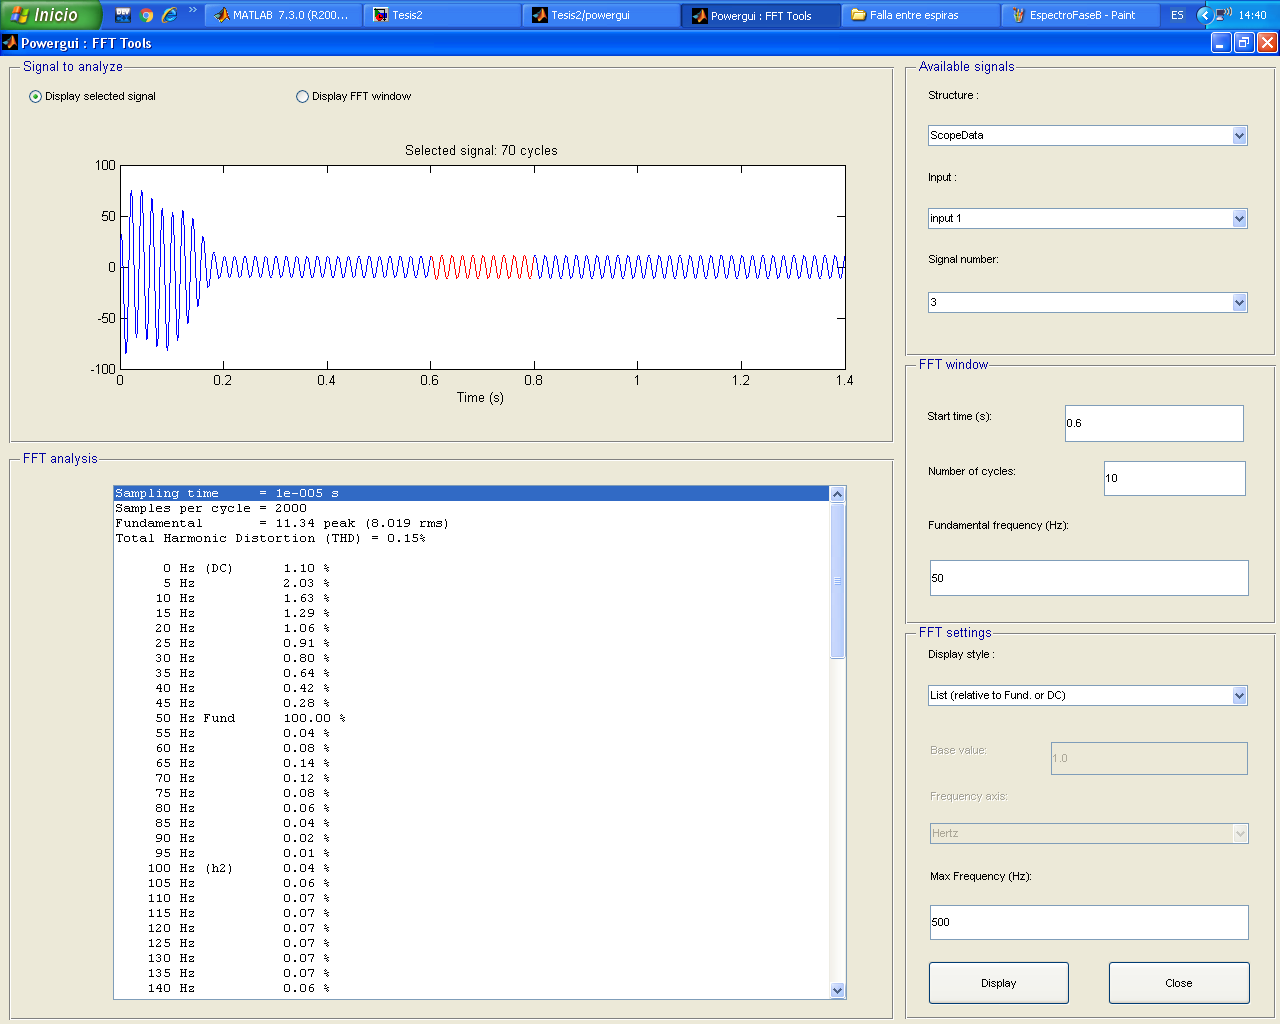 Inicio
MATLAB 7.3.0 (R200...
Tesis2
Tesis2/powergui
Powergui : FFT Tools
Falla entre espiras
EspectroFaseB - Paint
ES
14:40
Powergui : FFT Tools
Signal to analyze
Display selected signal
Display FFT window
Selected signal: 70 cycles
100
50
0
-50
-100
0 0.2 0.4 0.6 0.8 1 1.2 1.4
Time (s)
FFT analysis
Sampling time = 1e-005 s
Samples per cycle = 2000
Fundamental = 11.34 peak (8.019 rms)
Total Harmonic Distortion (THD) = 0.15%
0 Hz (DC) 1.10 %
5 Hz 2.03 %
10 Hz 1.63 %
15 Hz 1.29 %
20 Hz 1.06 %
25 Hz 0.91 %
30 Hz 0.80 %
35 Hz 0.64 %
40 Hz 0.42 %
45 Hz 0.28 %
50 Hz Fund 100.00 %
55 Hz 0.04 %
60 Hz 0.08 %
65 Hz 0.14 %
70 Hz 0.12 %
75 Hz 0.08 %
80 Hz 0.06 %
85 Hz 0.04 %
90 Hz 0.02 %
95 Hz 0.01 %
100 Hz (h2) 0.04 %
105 Hz 0.06 %
110 Hz 0.07 %
115 Hz 0.07 %
120 Hz 0.07 %
125 Hz 0.07 %
130 Hz 0.07 %
135 Hz 0.07 %
140 Hz 0.06 %
Available signals
Structure :
ScopeData
Input :
input 1
Signal number:
3
FFT window
Start time (s):
0.6
Number of cycles:
10
Fundamental frequency (Hz):
50
FFT settings
Display style :
List (relative to Fund. or DC)
Base value:
1.0
Frequency axis:
Hertz
Max Frequency (Hz):
500
Display
Close